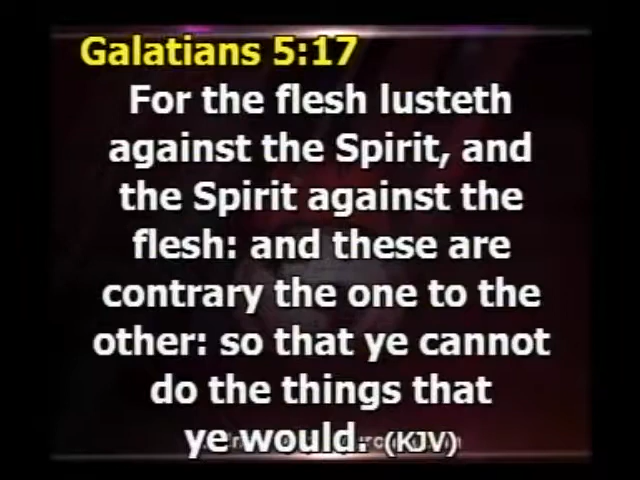 Galatians 5:17
For the flesh lusteth
against the Spirit, and
the Spirit against the
flesh: and these are
contrary the one to the
other: so that ye cannot
do the things that
ye would. (KJV)